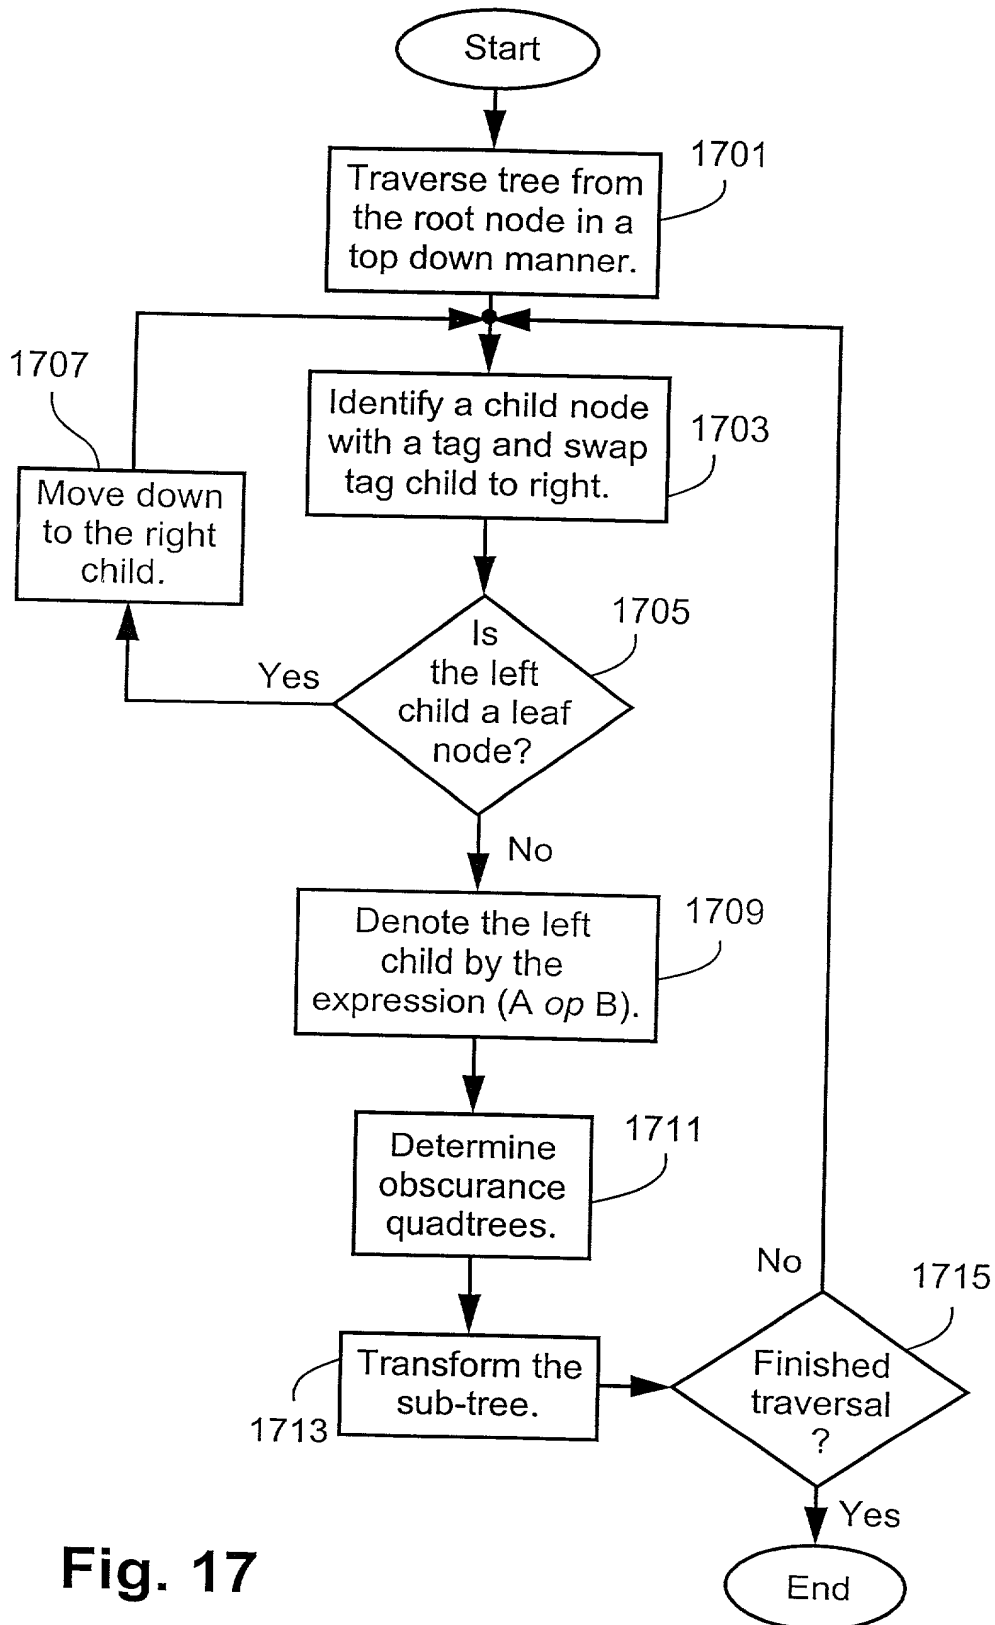 Start
1701
Traverse tree from
the root node in a
top down manner.
1707
Identify a child node
with a tag and swap
tag child to right.
1703
Move down
to the right
child.
1705
Is
the left
child a leaf
node?
Yes
No
Denote the left
child by the
expression (A op B).
1709
Determine
obscurance
quadtrees.
1711
No
1715
Transform the
sub-tree.
1713
Finished
traversal
?
Yes
End
Fig. 17